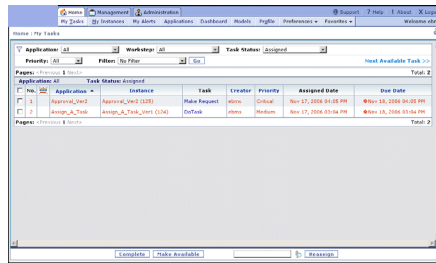 Home Management Administration Support ? Help ! About X Logo
My Tasks My Instances My Alerts Applications Dashboard Models Profile Preferences Favorites Welcome ebm
Home : My Tasks
Application: All Workstep: All Task Status: Assigned
Priority: All Filter: No Filter Go Next Available Task >>
Pages: <Previous 1 Next> Total: 2
Application: All Task Status: Assigned
No. Application Instance Task Creator Priority Assigned Date Due Date
1 Approval_Ver2 Approval_Ver2 (125) Make Request ebms Critical Nov 17, 2006 04:05 PM Nov 18, 2006 04:05 PM
2 Assign_A_Task Assign_A_Task_Ver1 (124) DoTask ebms Medium Nov 17, 2006 03:04 PM Nov 18, 2006 03:04 PM
Pages: <Previous 1 Next> Total: 2
Complete Make Available Reassign